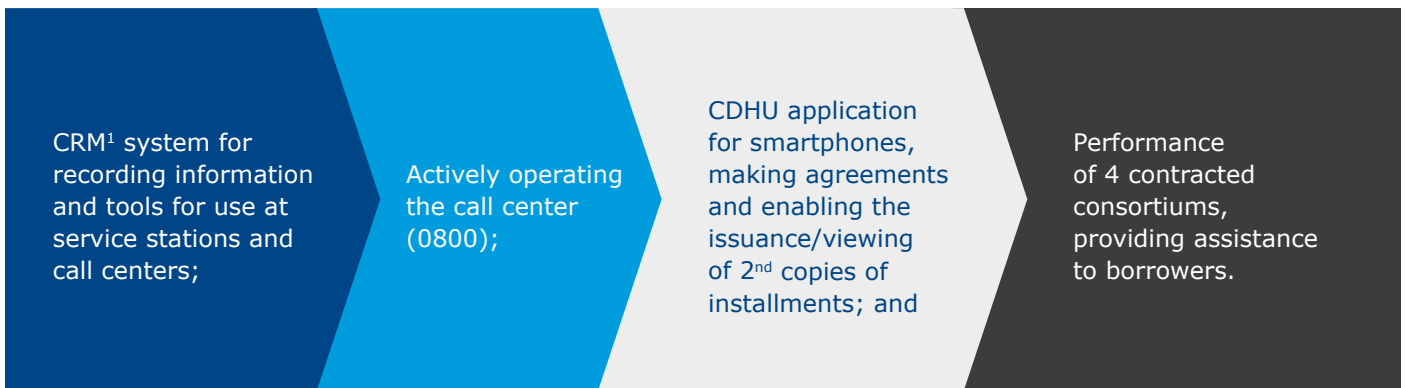 CRM¹ system for
recording information
and tools for use at
service stations and
call centers;
Actively operating
the call center
(0800);
CDHU application
for smartphones,
making agreements
and enabling the
issuance/viewing
of 2ⁿᵈ copies of
installments; and
Performance
of 4 contracted
consortiums,
providing assistance
to borrowers.